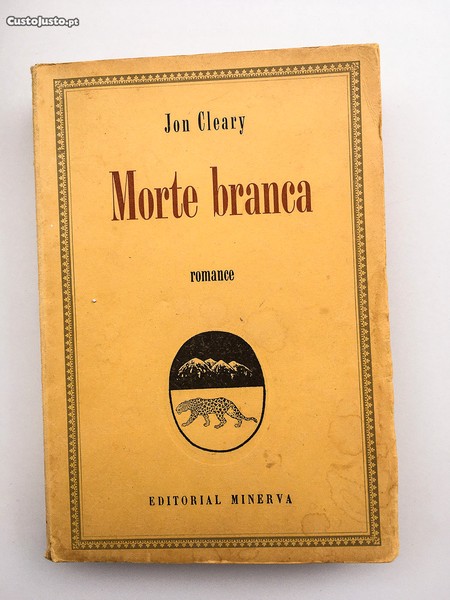 CustoJusto.pt
Jon Cleary
Morte branca
romance
EDITORIAL MINERVA